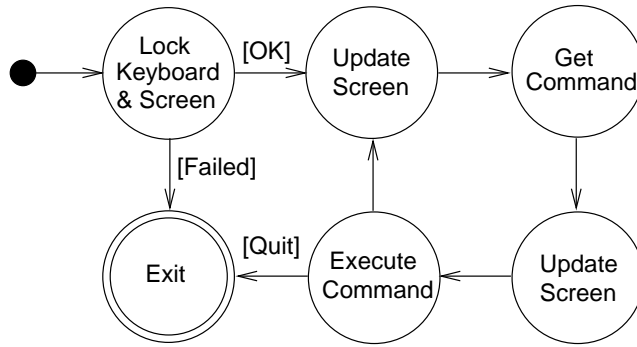 Lock
Keyboard
& Screen
[OK]
Update
Screen
Get
Command
[Failed]
Exit
[Quit]
Execute
Command
Update
Screen